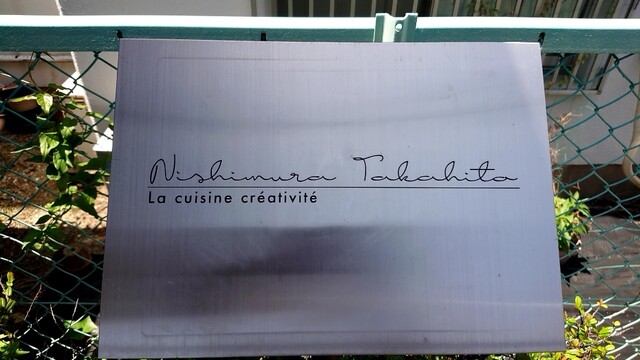 Nishimura Takahito
La cuisine créativité